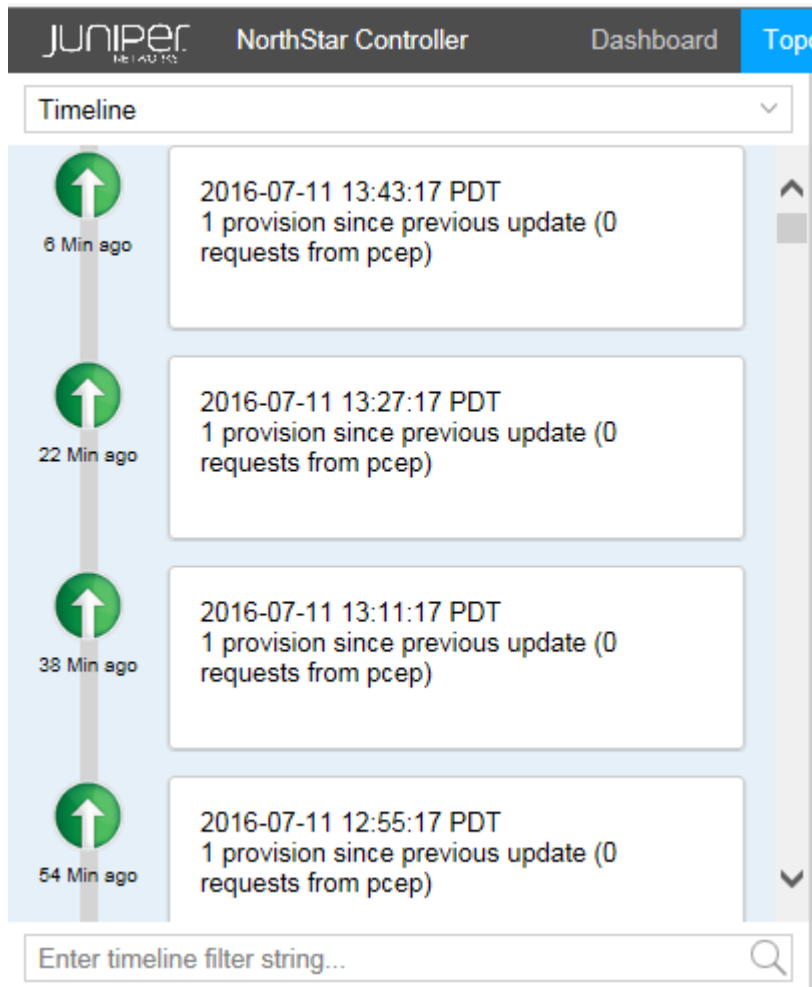 JUNIPER NorthStar Controller Dashboard Topo
NETWORKS
Timeline
2016-07-11 13:43:17 PDT
1 provision since previous update (0
requests from pcep)
6 Min ago
2016-07-11 13:27:17 PDT
1 provision since previous update (0
requests from pcep)
22 Min ago
2016-07-11 13:11:17 PDT
1 provision since previous update (0
requests from pcep)
38 Min ago
2016-07-11 12:55:17 PDT
1 provision since previous update (0
requests from pcep)
54 Min ago
Enter timeline filter string...